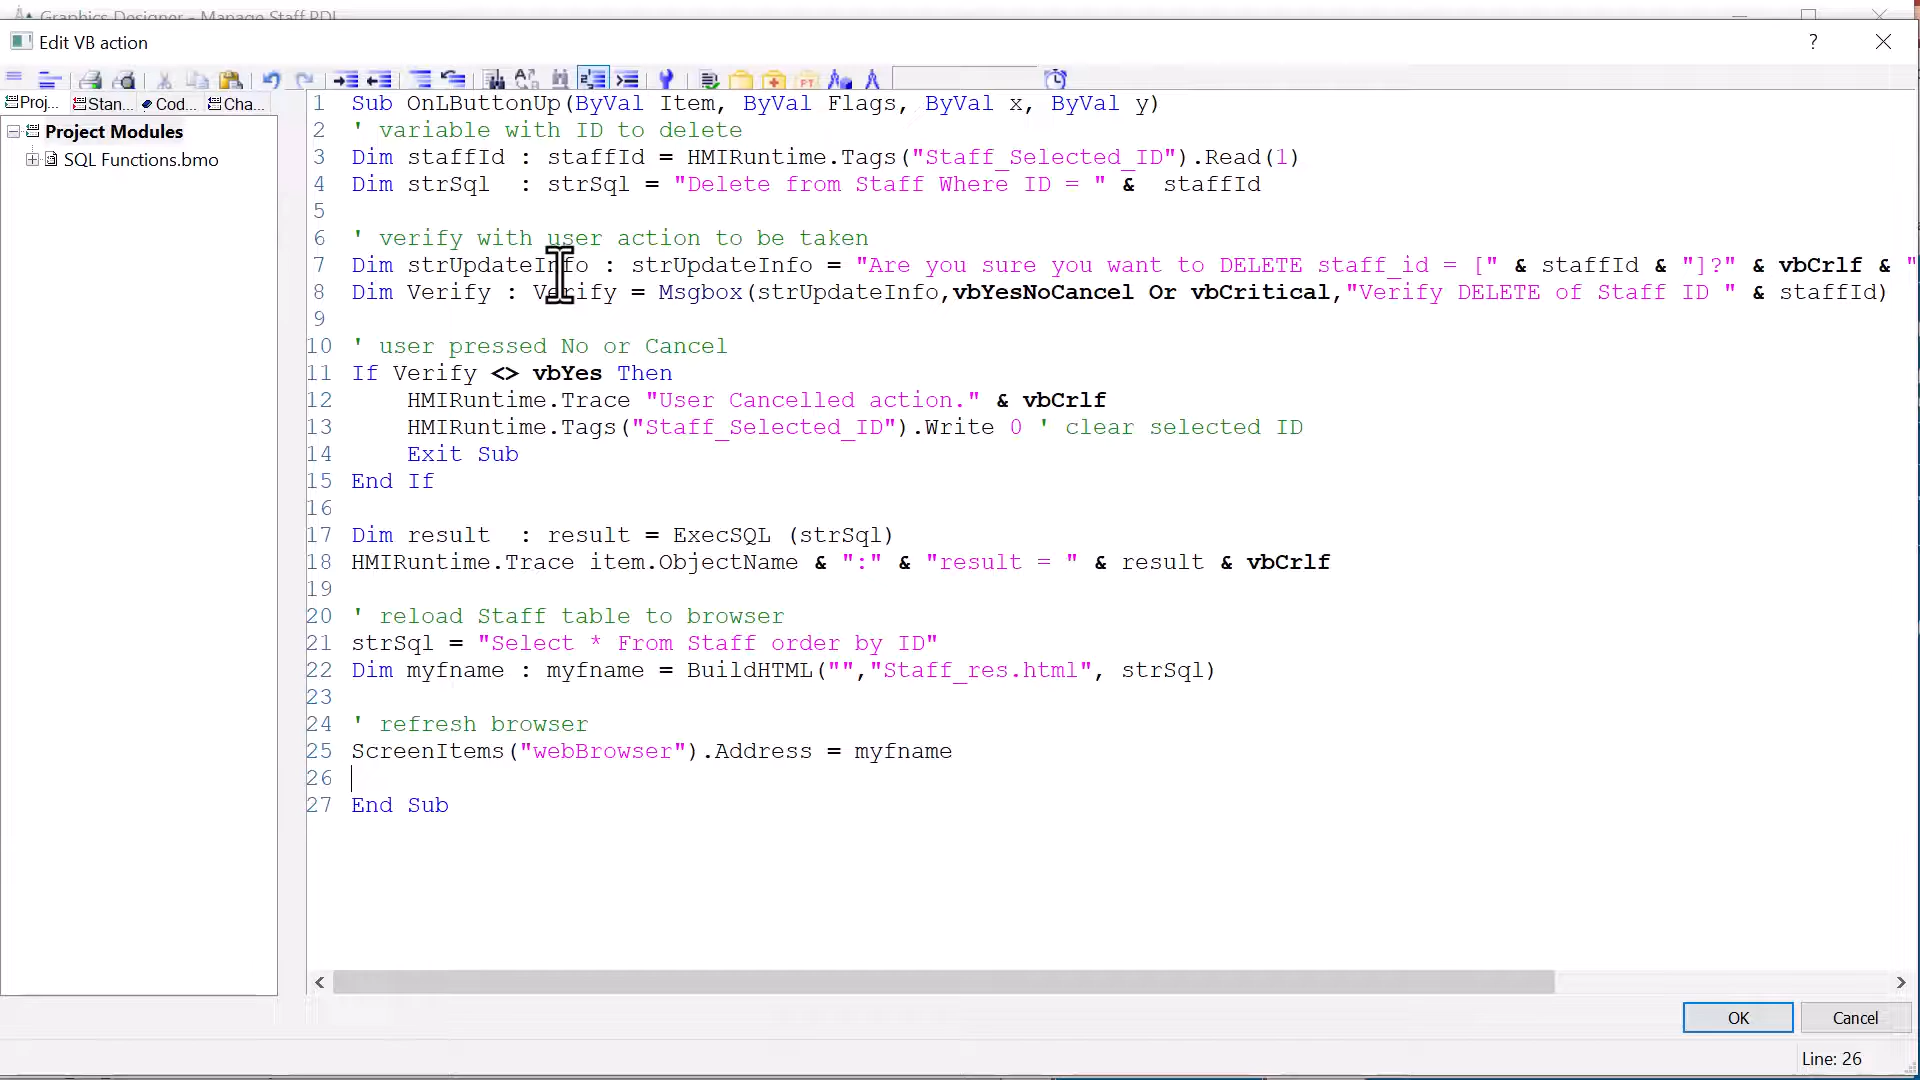 Graphics Designer - Manage Staff.PDL
Edit VB action
?
Proj... Stan... Cod... Cha...
Project Modules
SQL Functions.bmo
1 Sub OnLButtonUp(ByVal Item, ByVal Flags, ByVal x, ByVal y)
2 ' variable with ID to delete
3 Dim staffId : staffId = HMIRuntime.Tags("Staff_Selected_ID").Read(1)
4 Dim strSql  : strSql = "Delete from Staff Where ID = " &  staffId
5
6 ' verify with user action to be taken
7 Dim strUpdateInfo : strUpdateInfo = "Are you sure you want to DELETE staff_id = [" & staffId & "]?" & vbCrlf & "
8 Dim Verify : Verify = Msgbox(strUpdateInfo,vbYesNoCancel Or vbCritical,"Verify DELETE of Staff ID " & staffId)
9
10 ' user pressed No or Cancel
11 If Verify <> vbYes Then
12     HMIRuntime.Trace "User Cancelled action." & vbCrlf
13     HMIRuntime.Tags("Staff_Selected_ID").Write 0 ' clear selected ID
14     Exit Sub
15 End If
16
17 Dim result  : result = ExecSQL (strSql)
18 HMIRuntime.Trace item.ObjectName & ":" & "result = " & result & vbCrlf
19
20 ' reload Staff table to browser
21 strSql = "Select * From Staff order by ID"
22 Dim myfname : myfname = BuildHTML("","Staff_res.html", strSql)
23
24 ' refresh browser
25 ScreenItems("webBrowser").Address = myfname
26
27 End Sub
OK Cancel
Line: 26